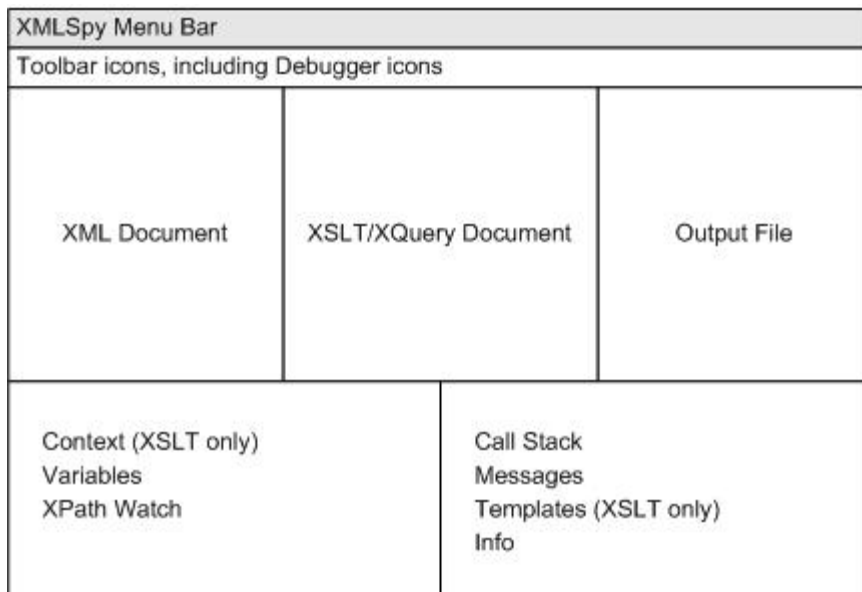 XMLSpy Menu Bar
Toolbar icons, including Debugger icons
XML Document
XSLT/XQuery Document
Output File
Context (XSLT only)
Variables
XPath Watch
Call Stack
Messages
Templates (XSLT only)
Info